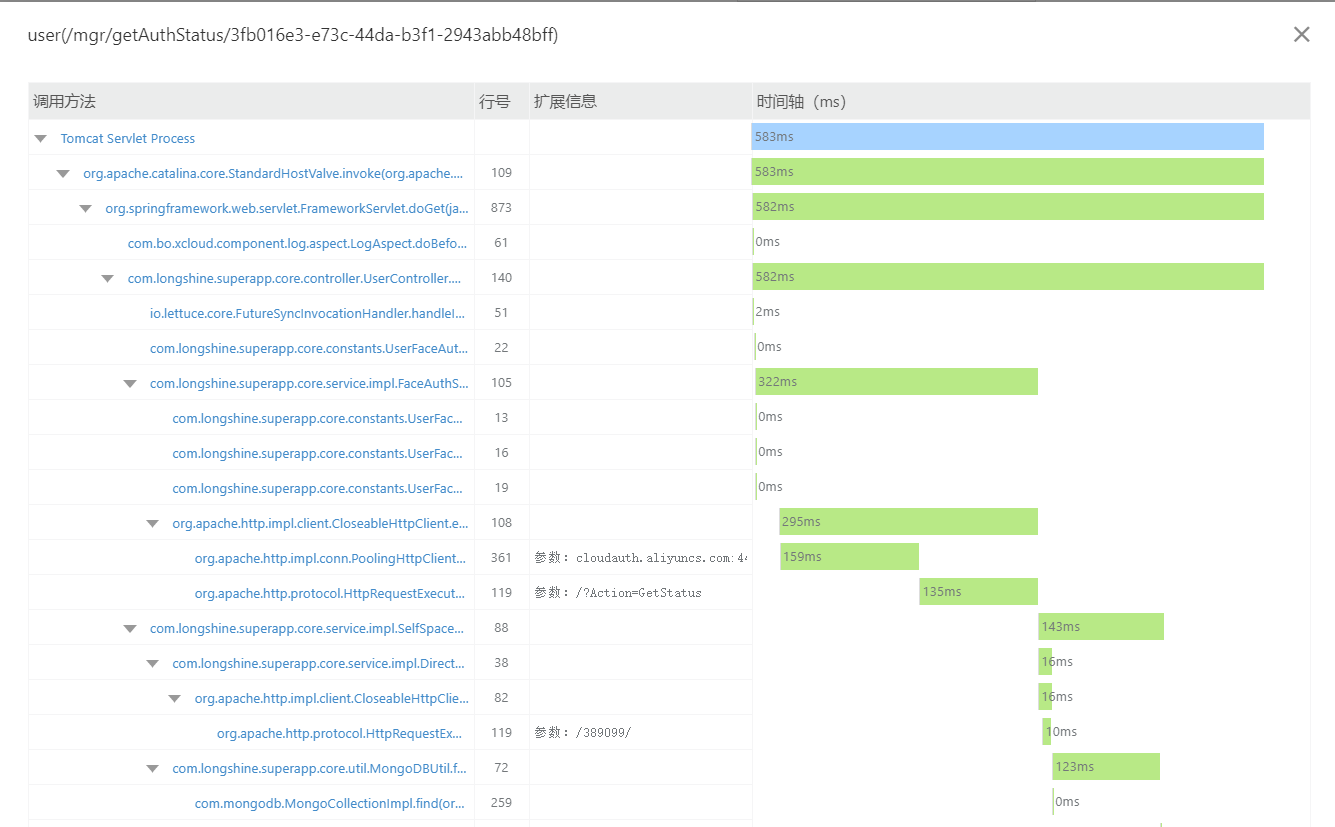 user(/mgr/getAuthStatus/3fb016e3-e73c-44da-b3f1-2943abb48bff)
调用方法 行号 扩展信息 时间轴（ms）
Tomcat Servlet Process 583ms
org.apache.catalina.core.StandardHostValve.invoke(org.apache.... 109 583ms
org.springframework.web.servlet.FrameworkServlet.doGet(ja... 873 582ms
com.bo.xcloud.component.log.aspect.LogAspect.doBefo... 61 0ms
com.longshine.superapp.core.controller.UserController.... 140 582ms
io.lettuce.core.FutureSyncInvocationHandler.handleI... 51 2ms
com.longshine.superapp.core.constants.UserFaceAut... 22 0ms
com.longshine.superapp.core.service.impl.FaceAuthS... 105 322ms
com.longshine.superapp.core.constants.UserFac... 13 0ms
com.longshine.superapp.core.constants.UserFac... 16 0ms
com.longshine.superapp.core.constants.UserFac... 19 0ms
org.apache.http.impl.client.CloseableHttpClient.e... 108 295ms
org.apache.http.impl.conn.PoolingHttpClient... 361 参数：cloudauth.aliyuncs.com:44 159ms
org.apache.http.protocol.HttpRequestExecut... 119 参数：/?Action=GetStatus 135ms
com.longshine.superapp.core.service.impl.SelfSpace... 88 143ms
com.longshine.superapp.core.service.impl.Direct... 38 16ms
org.apache.http.impl.client.CloseableHttpClie... 82 16ms
org.apache.http.protocol.HttpRequestEx... 119 参数：/389099/ 10ms
com.longshine.superapp.core.util.MongoDBUtil.f... 72 123ms
com.mongodb.MongoCollectionImpl.find(or... 259 0ms